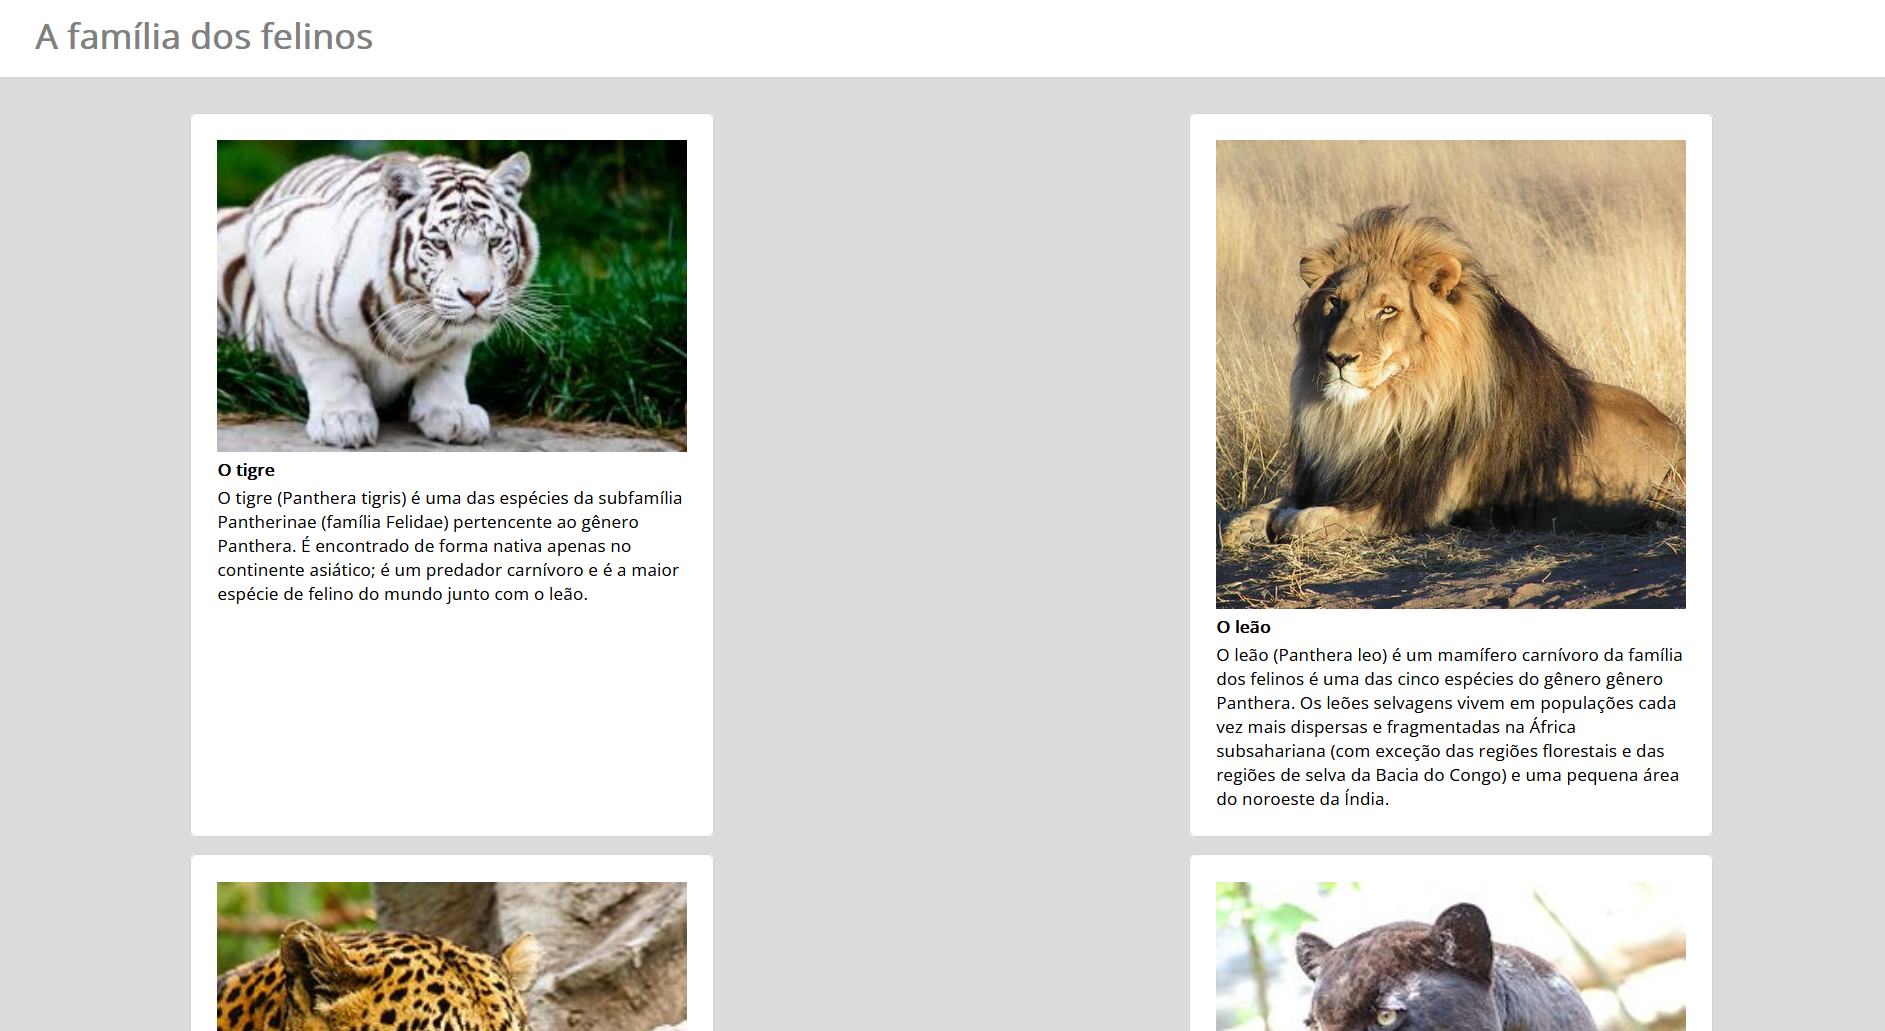 A família dos felinos
O tigre
O tigre (Panthera tigris) é uma das espécies da subfamília
Pantherinae (família Felidae) pertencente ao gênero
Panthera. É encontrado de forma nativa apenas no
continente asiático; é um predador carnívoro e é a maior
espécie de felino do mundo junto com o leão.
O leão
O leão (Panthera leo) é um mamífero carnívoro da família
dos felinos é uma das cinco espécies do gênero gênero
Panthera. Os leões selvagens vivem em populações cada
vez mais dispersas e fragmentadas na África
subsahariana (com exceção das regiões florestais e das
regiões de selva da Bacia do Congo) e uma pequena área
do noroeste da Índia.